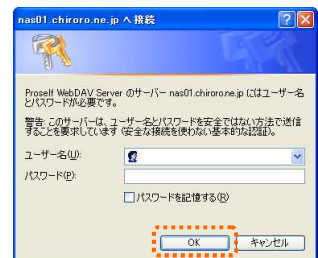 nas01.chiroro.ne.jp へ接続
Proself WebDAV Server のサーバー nas01.chiroro.ne.jp にはユーザー名
とパスワードが必要です。
警告: このサーバーは、ユーザー名とパスワードを安全ではない方法で送信
することを要求しています (安全な接続を使わない基本的な認証)。
ユーザー名(U):
パスワード(P):
パスワードを記憶する(R)
OK キャンセル